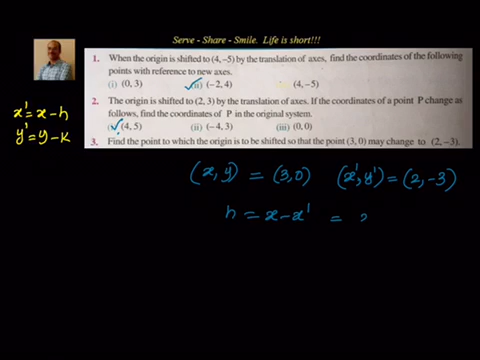 Serve - Share - Smile. Life is short!!!
1. When the origin is shifted to (4, –5) by the translation of axes, find the coordinates of the following
points with reference to new axes.
(i) (0, 3) (ii) (–2, 4) (4, –5)
2. The origin is shifted to (2, 3) by the translation of axes. If the coordinates of a point P change as
follows, find the coordinates of P in the original system.
(4, 5) (ii) (–4, 3) (iii) (0, 0)
3. Find the point to which the origin is to be shifted so that the point (3, 0) may change to (2, –3).
x' = x - h
y' = y - k
(x, y) = (3, 0) (x', y') = (2, -3)
h = x - x' =